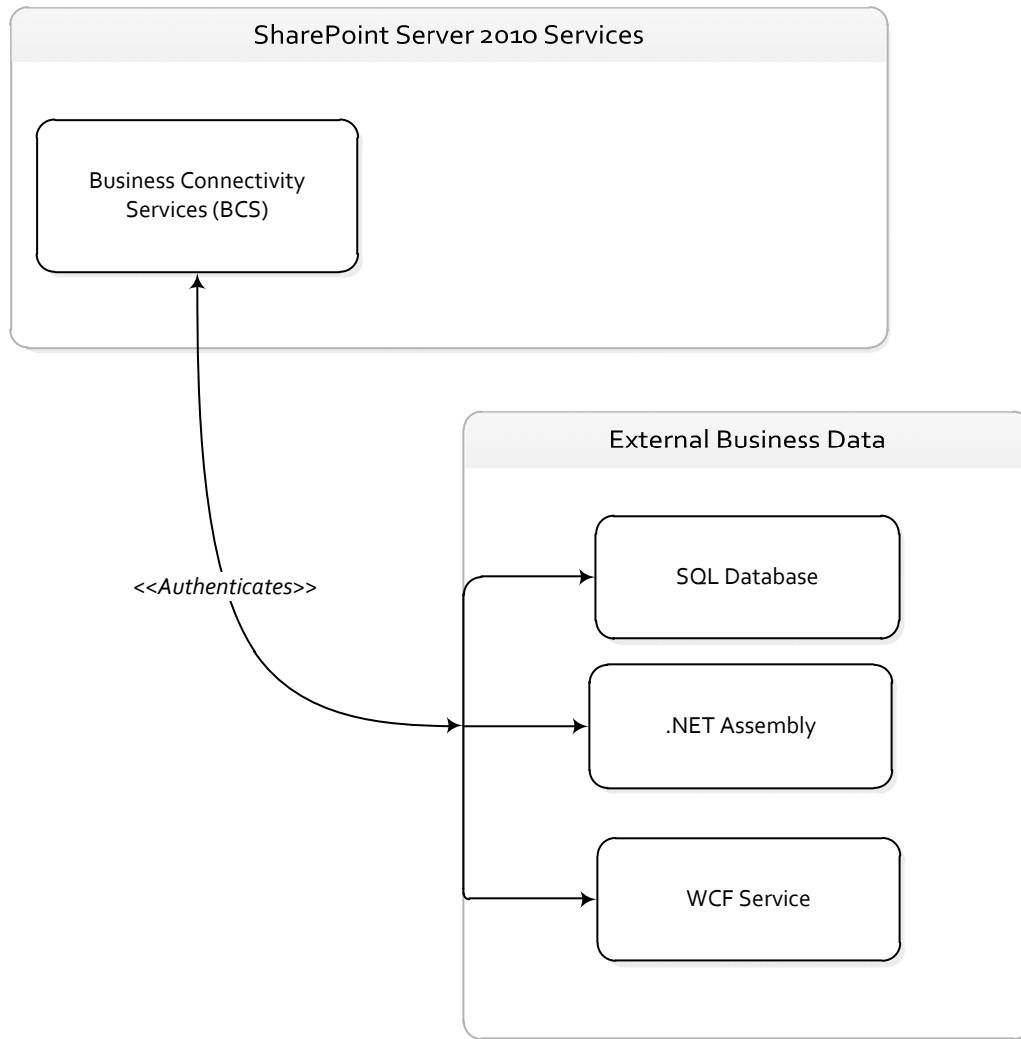 SharePoint Server 2010 Services
Business Connectivity
Services (BCS)
External Business Data
SQL Database
<<Authenticates>>
.NET Assembly
WCF Service